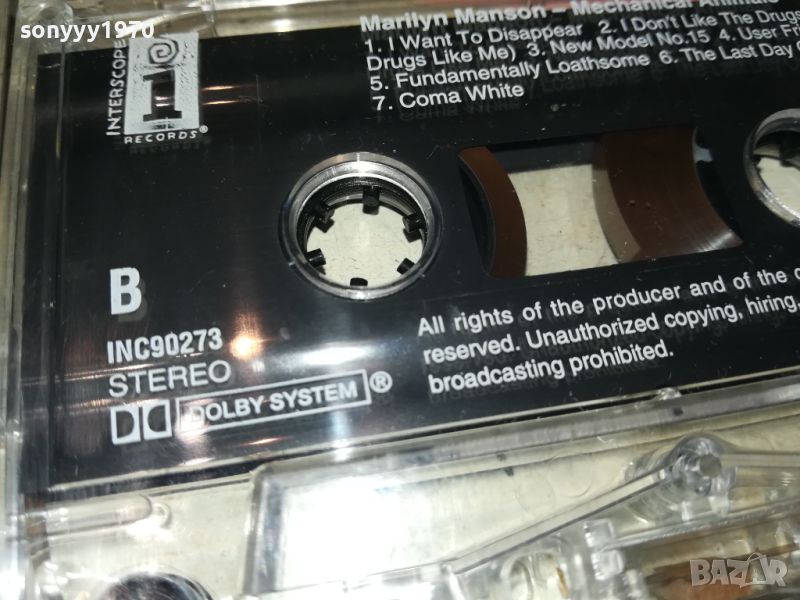 sonyyy1970
INTERSCOPE
i
RECORDS®
Marilyn Manson - Mechanical Animals
1. I Want To Disappear 2. I Don't Like The Drugs
Drugs Like Me) 3. New Model No.15 4. User Fri
5. Fundamentally Loathsome 6. The Last Day
7. Coma White
B
INC90273
STEREO
DOLBY SYSTEM ®
All rights of the producer and of the
reserved. Unauthorized copying, hiring,
broadcasting prohibited.
BAZAR